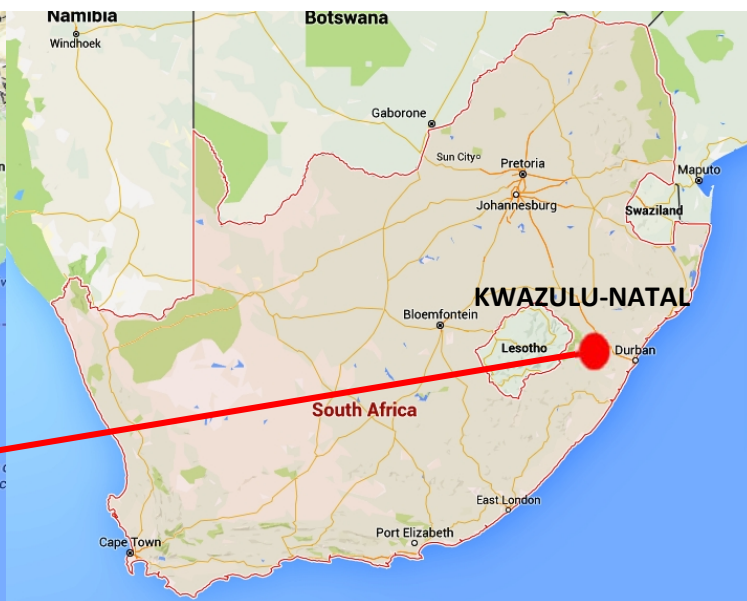 Namibia
Botswana
Windhoek
Gaborone
Sun City
Pretoria
Maputo
Johannesburg
Swaziland
KWAZULU-NATAL
Bloemfontein
Lesotho
Durban
South Africa
East London
Port Elizabeth
Cape Town